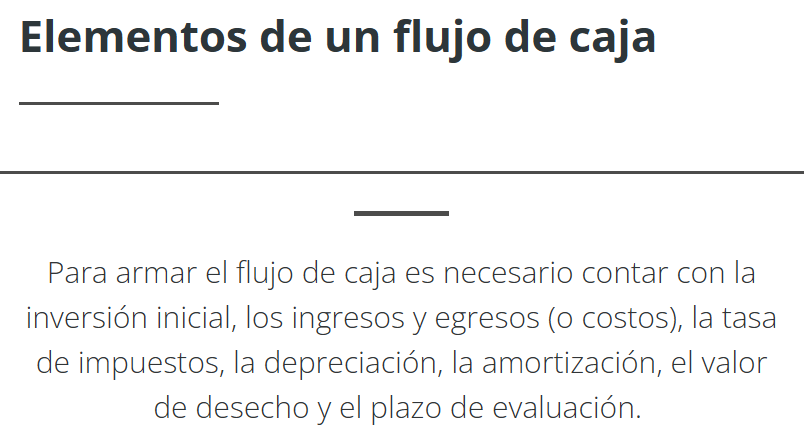 Elementos de un flujo de caja
Para armar el flujo de caja es necesario contar con la
inversión inicial, los ingresos y egresos (o costos), la tasa
de impuestos, la depreciación, la amortización, el valor
de desecho y el plazo de evaluación.